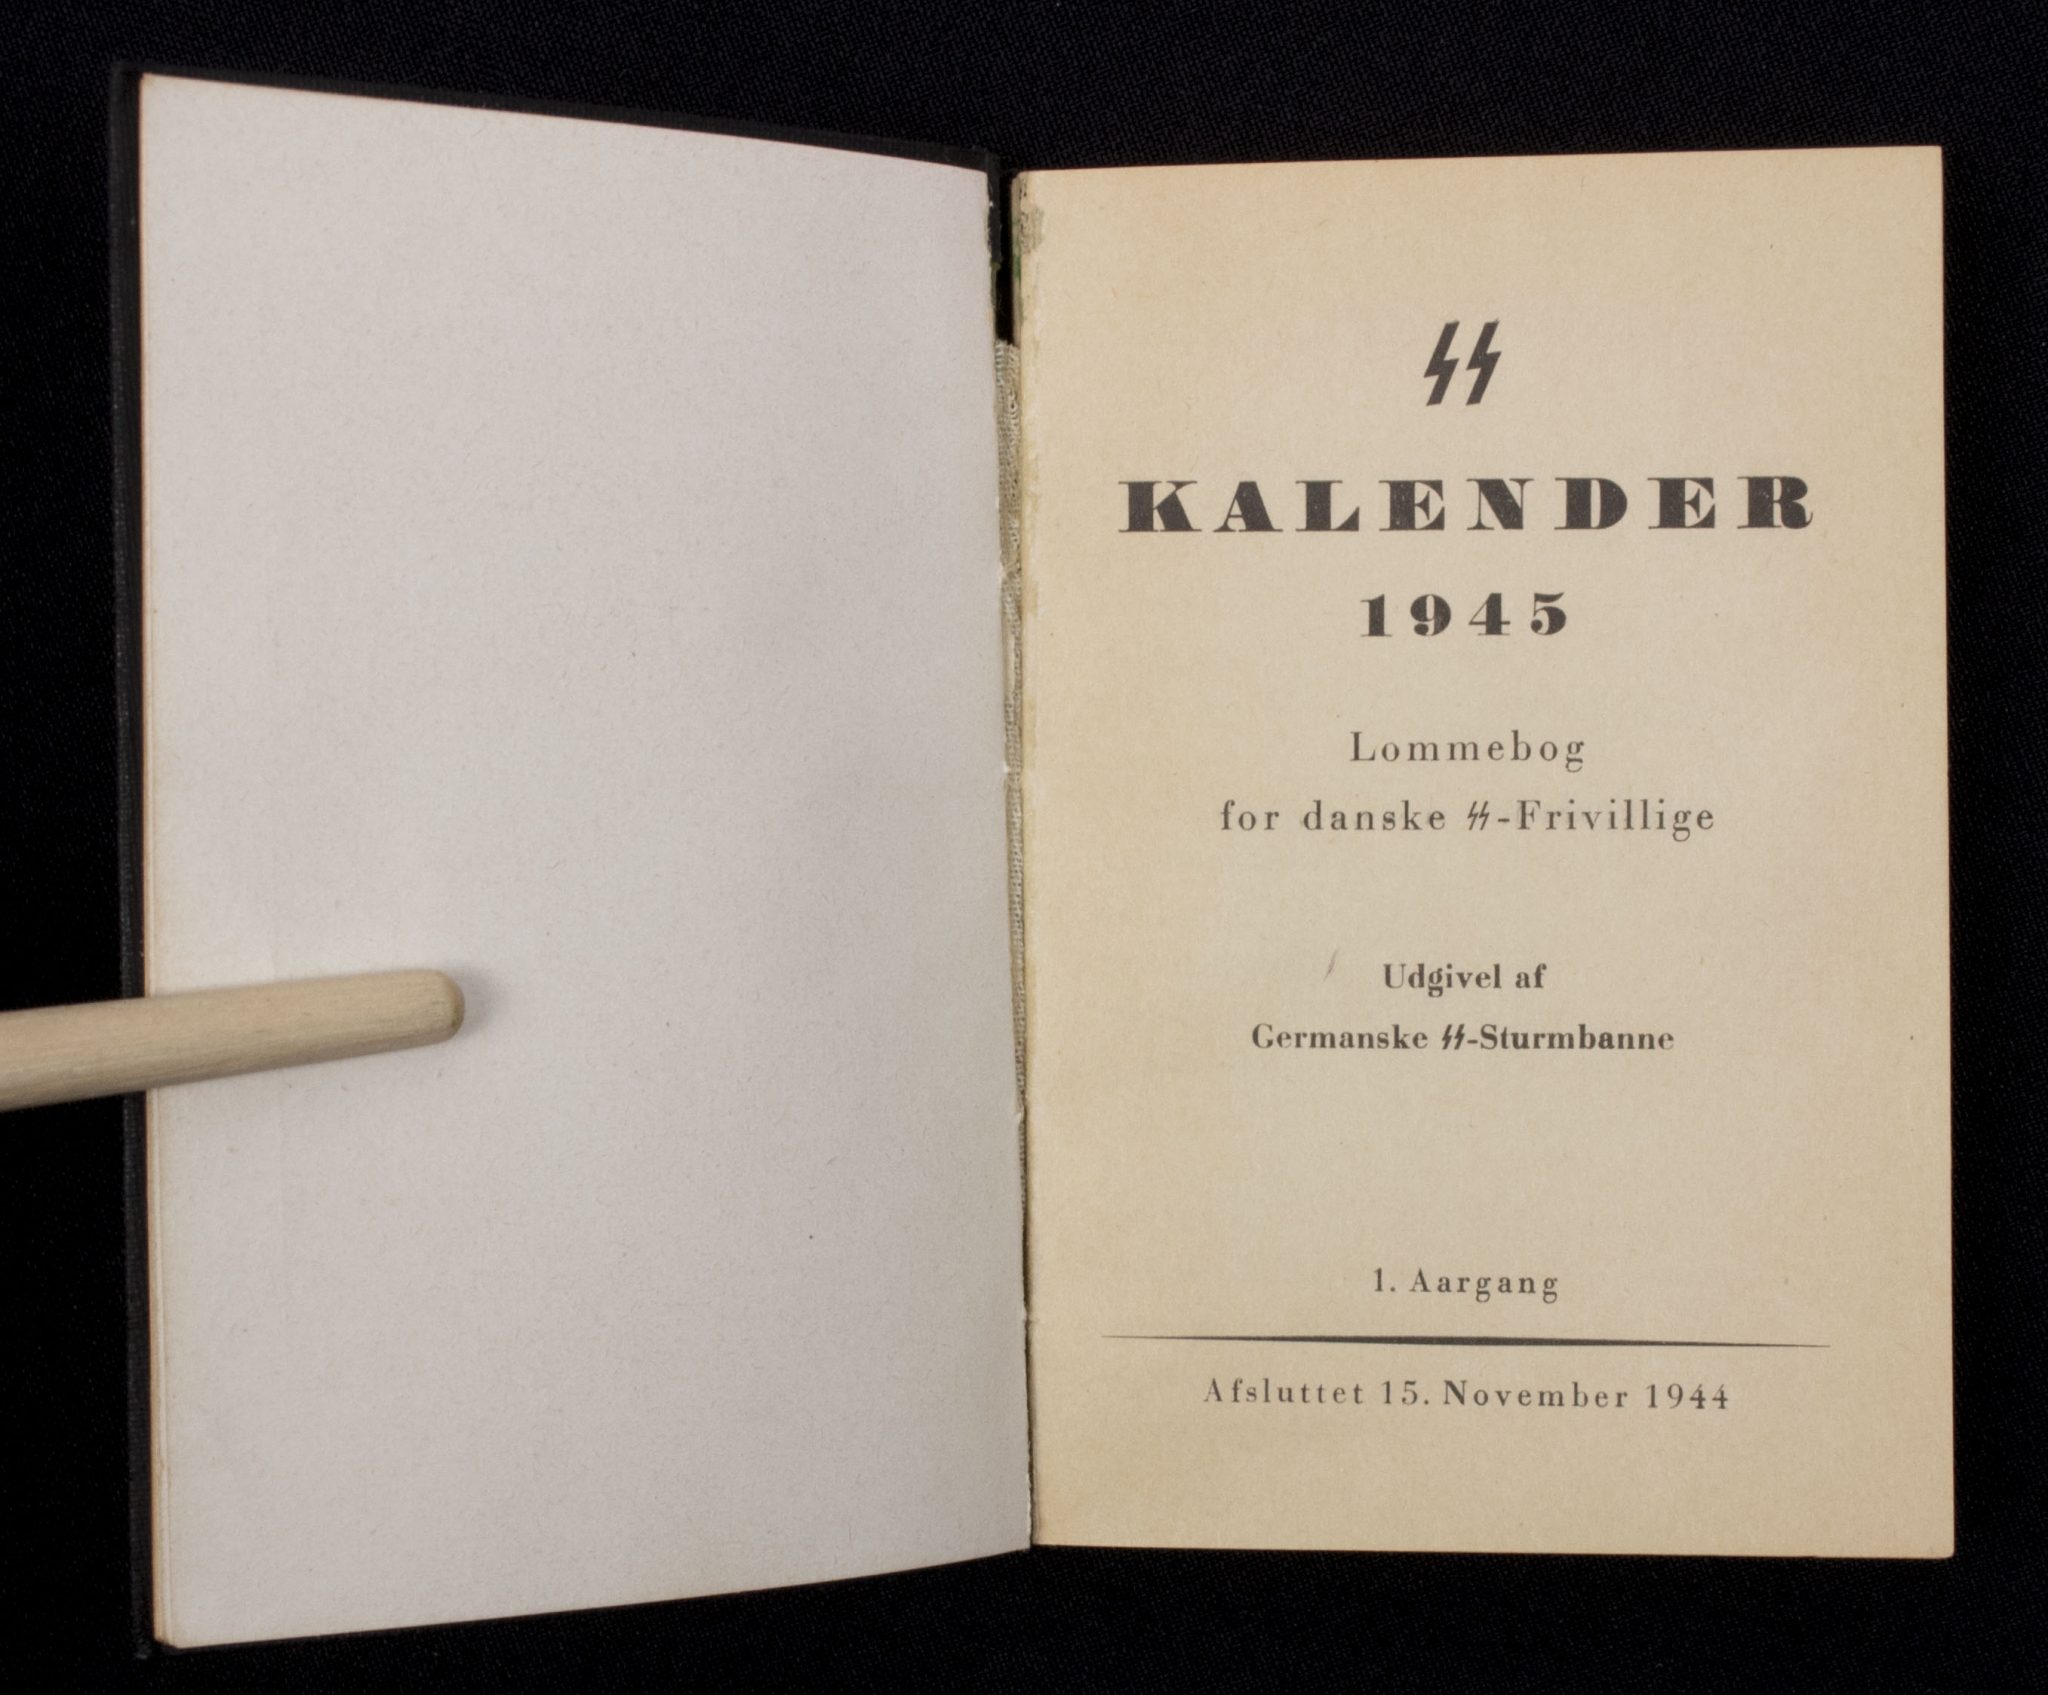 ᛋᛋ
KALENDER
1945
Lommebog
for danske ᛋᛋ-Frivillige
Udgivel af
Germanske ᛋᛋ-Sturmbanne
1. Aargang
Afsluttet 15. November 1944